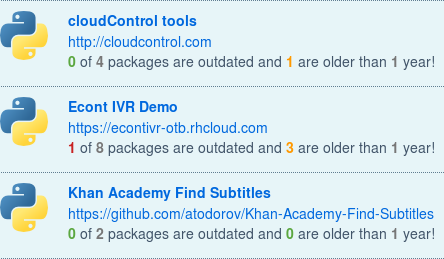 cloudControl tools
http://cloudcontrol.com
0 of 4 packages are outdated and 1 are older than 1 year!
Econt IVR Demo
https://econtivr-otb.rhcloud.com
1 of 8 packages are outdated and 3 are older than 1 year!
Khan Academy Find Subtitles
https://github.com/atodorov/Khan-Academy-Find-Subtitles
0 of 2 packages are outdated and 0 are older than 1 year!